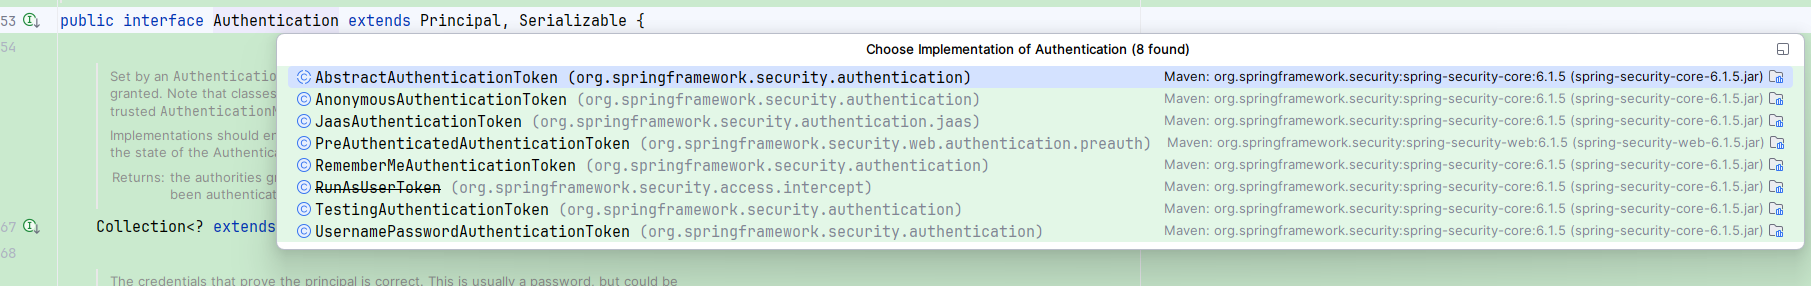 53 public interface Authentication extends Principal, Serializable {
54
Choose Implementation of Authentication (8 found)
Set by an Authentication
granted. Note that classes
trusted Authentication
Implementations should
the state of the
Returns: the authorities
been
AbstractAuthenticationToken (org.springframework.security.authentication) Maven: org.springframework.security:spring-security-core:6.1.5 (spring-security-core-6.1.5.jar)
AnonymousAuthenticationToken (org.springframework.security.authentication) Maven: org.springframework.security:spring-security-core:6.1.5 (spring-security-core-6.1.5.jar)
JaasAuthenticationToken (org.springframework.security.authentication.jaas) Maven: org.springframework.security:spring-security-core:6.1.5 (spring-security-core-6.1.5.jar)
PreAuthenticatedAuthenticationToken (org.springframework.security.web.authentication.preauth) Maven: org.springframework.security:spring-security-web:6.1.5 (spring-security-web-6.1.5.jar)
RememberMeAuthenticationToken (org.springframework.security.authentication) Maven: org.springframework.security:spring-security-core:6.1.5 (spring-security-core-6.1.5.jar)
RunAsUserToken (org.springframework.security.access.intercept) Maven: org.springframework.security:spring-security-core:6.1.5 (spring-security-core-6.1.5.jar)
TestingAuthenticationToken (org.springframework.security.authentication) Maven: org.springframework.security:spring-security-core:6.1.5 (spring-security-core-6.1.5.jar)
UsernamePasswordAuthenticationToken (org.springframework.security.authentication) Maven: org.springframework.security:spring-security-core:6.1.5 (spring-security-core-6.1.5.jar)
67 Collection<? extends
68
The credentials that prove the principal is correct. This is usually a password, but could be